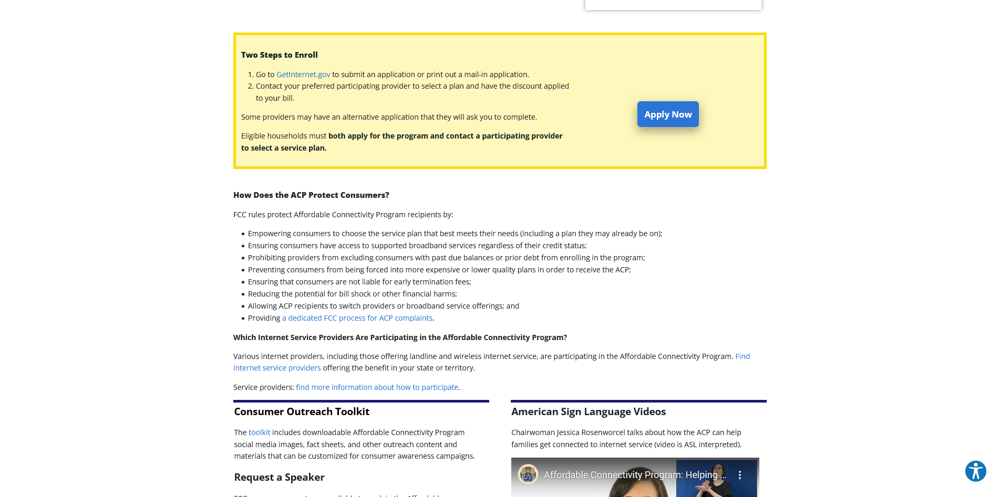 Two Steps to Enroll
1. Go to GetInternet.gov to submit an application or print out a mail-in application.
2. Contact your preferred participating provider to select a plan and have the discount applied
to your bill.
Some providers may have an alternative application that they will ask you to complete.
Eligible households must both apply for the program and contact a participating provider
to select a service plan.
Apply Now
How Does the ACP Protect Consumers?
FCC rules protect Affordable Connectivity Program recipients by:
▪ Empowering consumers to choose the service plan that best meets their needs (including a plan they may already be on);
▪ Ensuring consumers have access to supported broadband services regardless of their credit status;
▪ Prohibiting providers from excluding consumers with past due balances or prior debt from enrolling in the program;
▪ Preventing consumers from being forced into more expensive or lower quality plans in order to receive the ACP;
▪ Ensuring that consumers are not liable for early termination fees;
▪ Reducing the potential for bill shock or other financial harms;
▪ Allowing ACP recipients to switch providers or broadband service offerings; and
▪ Providing a dedicated FCC process for ACP complaints.
Which Internet Service Providers Are Participating in the Affordable Connectivity Program?
Various internet providers, including those offering landline and wireless internet service, are participating in the Affordable Connectivity Program. Find
internet service providers offering the benefit in your state or territory.
Service providers: find more information about how to participate.
Consumer Outreach Toolkit
The toolkit includes downloadable Affordable Connectivity Program
social media images, fact sheets, and other outreach content and
materials that can be customized for consumer awareness campaigns.
Request a Speaker
American Sign Language Videos
Chairwoman Jessica Rosenworcel talks about how the ACP can help
families get connected to internet service (video is ASL interpreted).
Affordable Connectivity Program: Helping ...